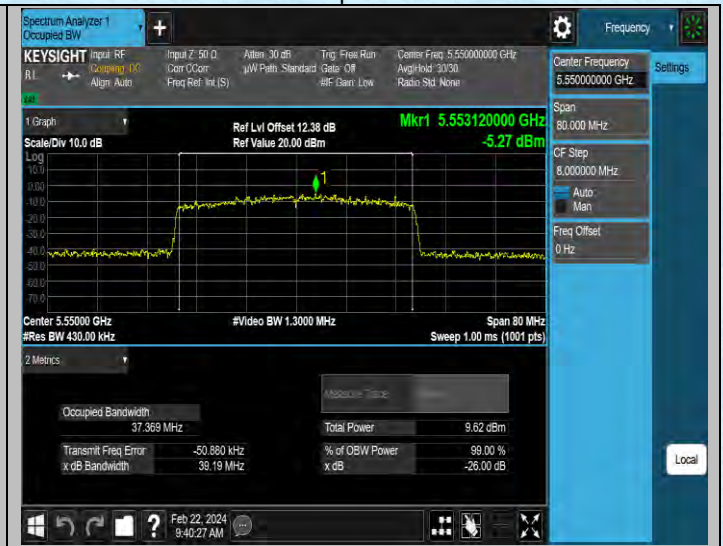 Spectrum Analyzer 1
Occupied BW
Frequency
KEYSIGHT Input: RF Input Z: 50 Ω Atten: 30 dB Trig: Free Run Center Freq: 5.550000000 GHz
RL Coupling: DC Corr CCorr µW Path: Standard Gate: Off Avg|Hold: 30/30
Align: Auto Freq Ref: Int (S) #IF Gain: Low Radio Std: None
1 Graph
Scale/Div 10.0 dB
Ref Lvl Offset 12.38 dB
Ref Value 20.00 dBm
Mkr1 5.553120000 GHz
-5.27 dBm
Log
10.0
0.00
-10.0
-20.0
-30.0
-40.0
-50.0
-60.0
-70.0
1
Center 5.55000 GHz #Video BW 1.3000 MHz Span 80 MHz
#Res BW 430.00 kHz Sweep 1.00 ms (1001 pts)
2 Metrics
Measure Trace
Occupied Bandwidth
37.369 MHz
Total Power 9.62 dBm
Transmit Freq Error -50.880 kHz % of OBW Power 99.00 %
x dB Bandwidth 39.19 MHz x dB -26.00 dB
Center Frequency
5.550000000 GHz
Settings
Span
80.000 MHz
CF Step
8.000000 MHz
Auto
Man
Freq Offset
0 Hz
Local
?
Feb 22, 2024
9:40:27 AM